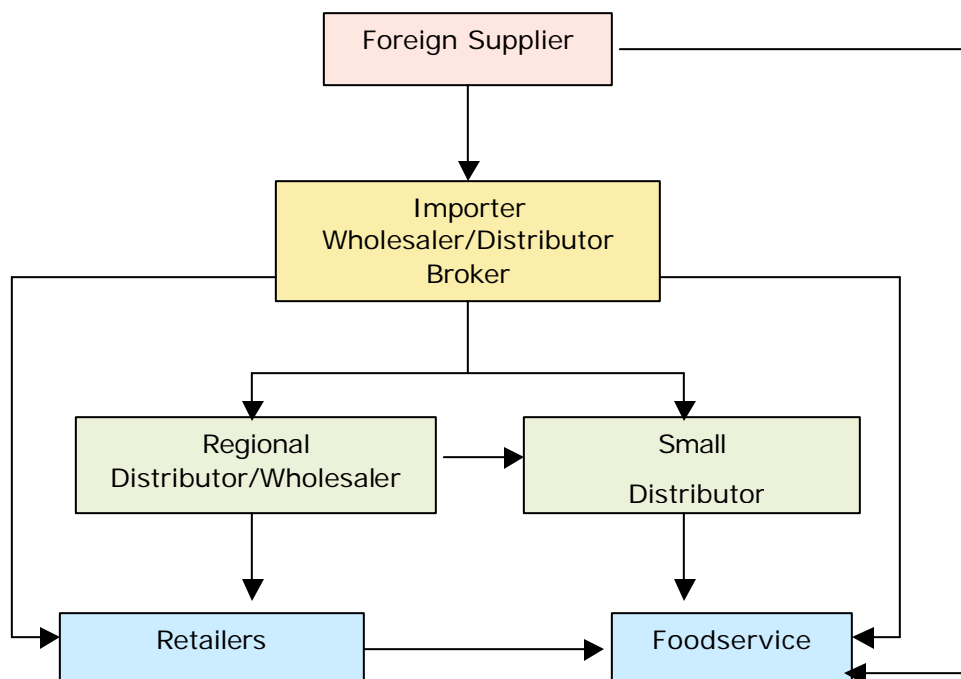 Foreign Supplier
Importer
Wholesaler/Distributor
Broker
Regional
Distributor/Wholesaler
Small
Distributor
Retailers
Foodservice